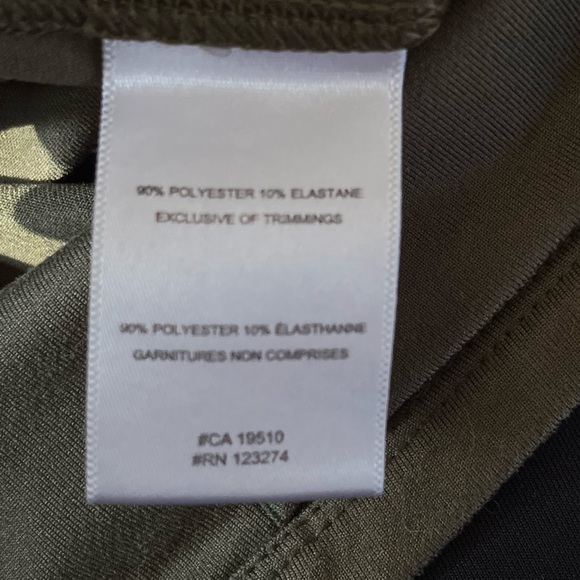 90% POLYESTER 10% ELASTANE
EXCLUSIVE OF TRIMMINGS
90% POLYESTER 10% ÉLASTHANNE
GARNITURES NON COMPRISES
#CA 19510
#RN 123274